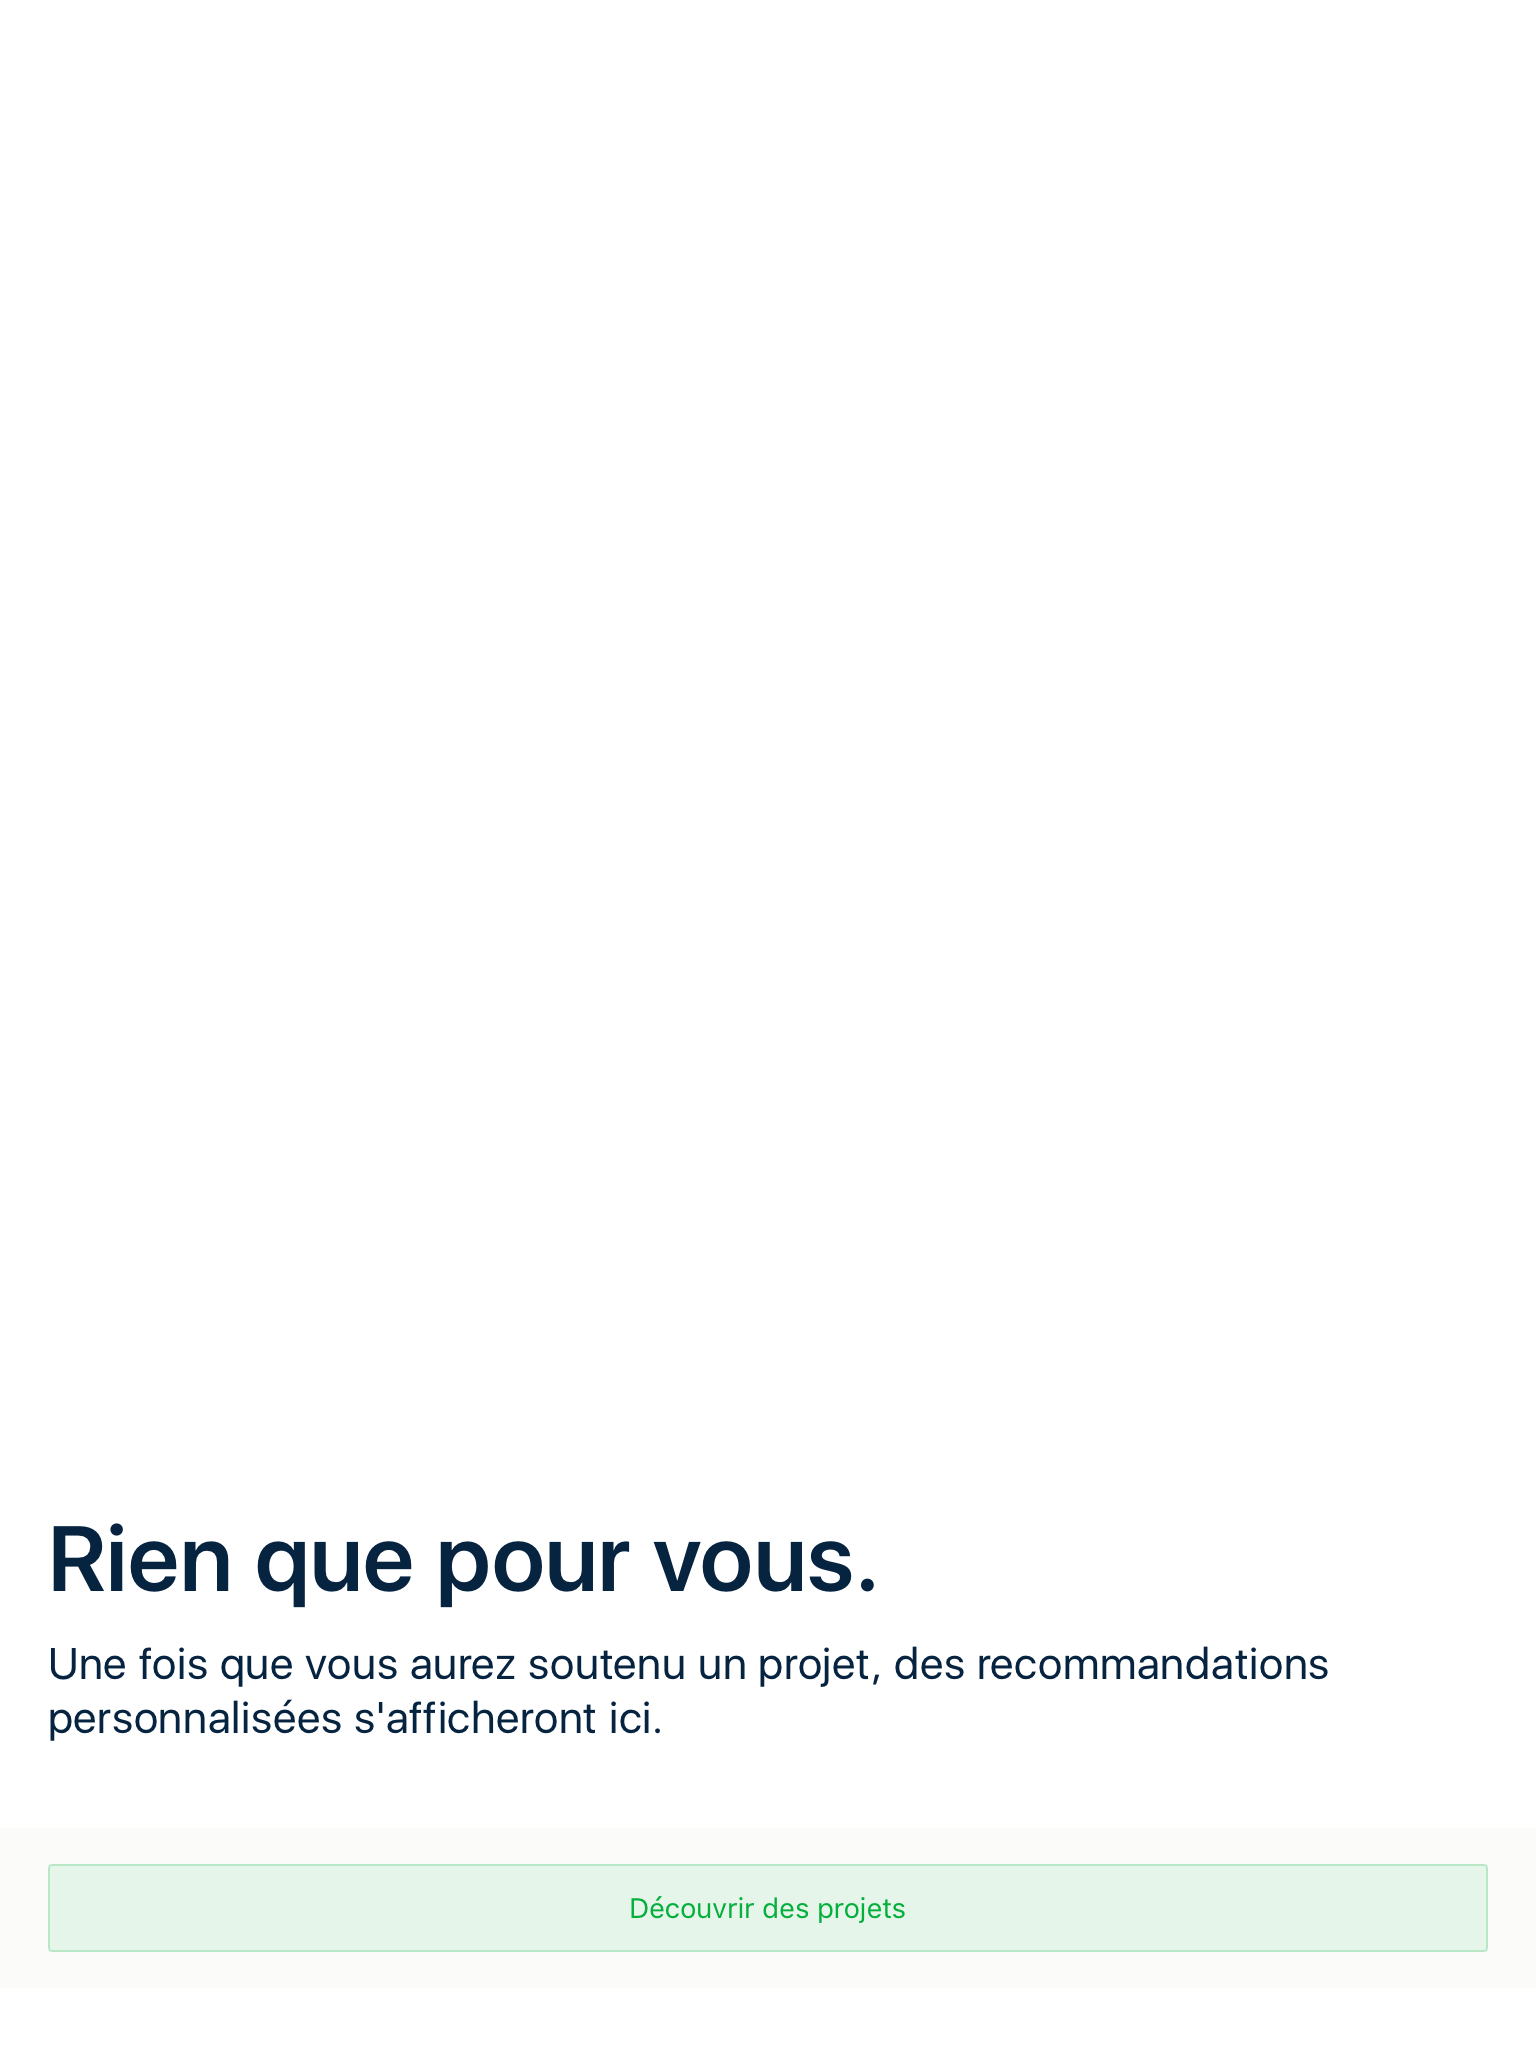 Rien que pour vous.
Une fois que vous aurez soutenu un projet, des recommandations
personnalisées s'afficheront ici.
Découvrir des projets